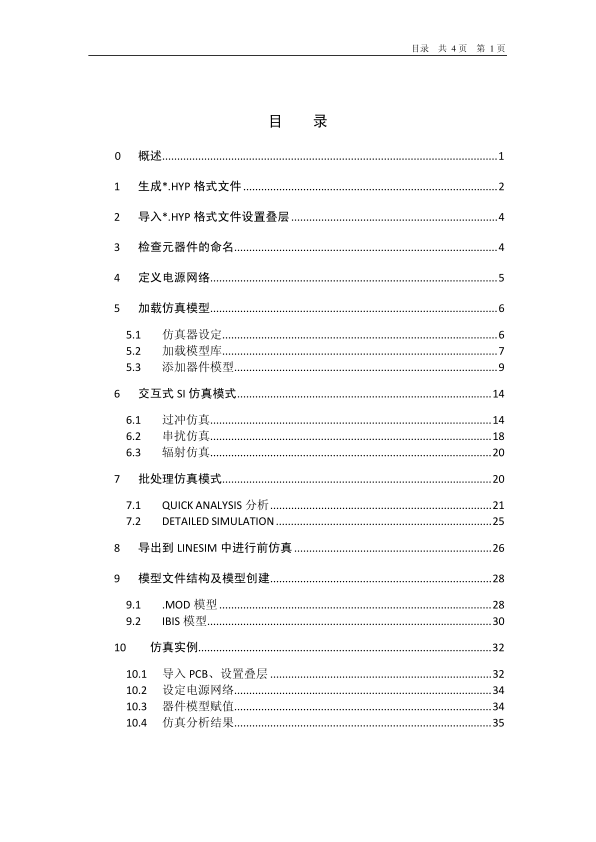 目录 共 4 页 第 1 页
目 录
0 概述........................................1
1 生成*.HYP 格式文件........................................2
2 导入*.HYP 格式文件设置叠层........................................4
3 检查元器件的命名........................................4
4 定义电源网络........................................5
5 加载仿真模型........................................6
5.1 仿真器设定........................................6
5.2 加载模型库........................................7
5.3 添加器件模型........................................9
6 交互式 SI 仿真模式........................................14
6.1 过冲仿真........................................14
6.2 串扰仿真........................................18
6.3 辐射仿真........................................20
7 批处理仿真模式........................................20
7.1 QUICK ANALYSIS 分析........................................21
7.2 DETAILED SIMULATION........................................25
8 导出到 LINESIM 中进行前仿真........................................26
9 模型文件结构及模型创建........................................28
9.1 .MOD 模型........................................28
9.2 IBIS 模型........................................30
10 仿真实例........................................32
10.1 导入 PCB、设置叠层........................................32
10.2 设定电源网络........................................34
10.3 器件模型赋值........................................34
10.4 仿真分析结果........................................35